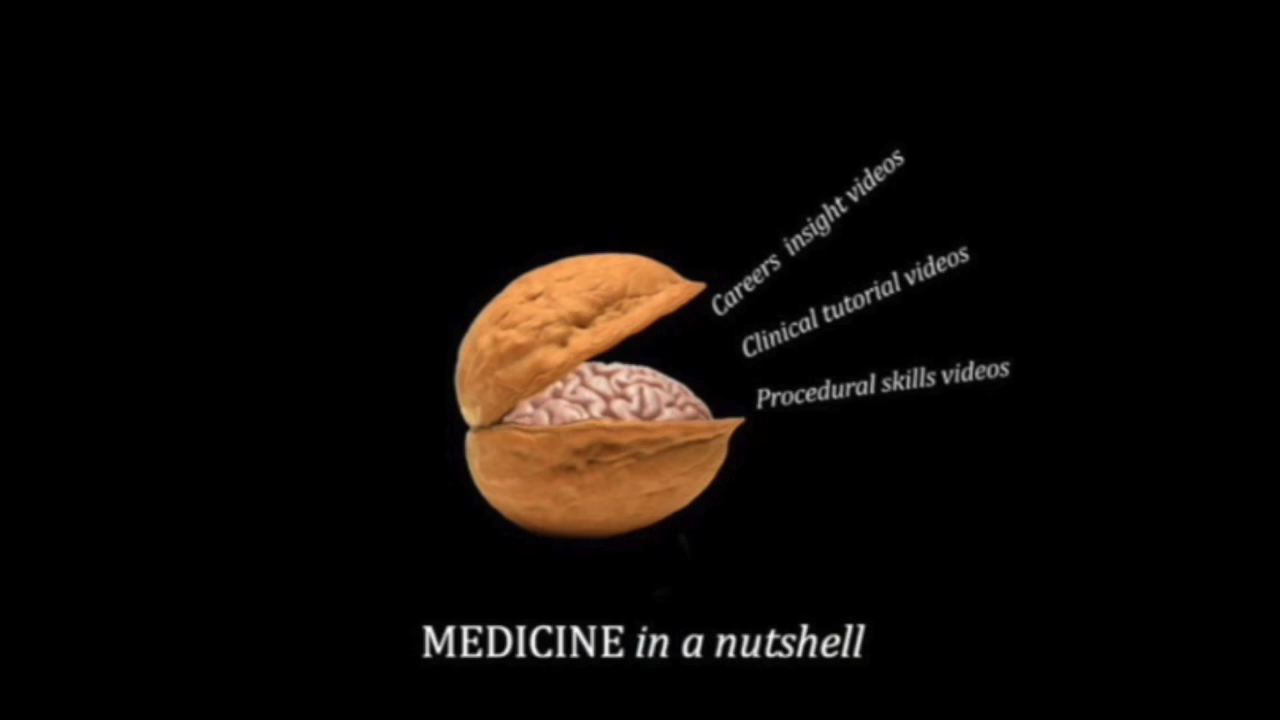 Careers insight videos
Clinical tutorial videos
Procedural skills videos
MEDICINE in a nutshell